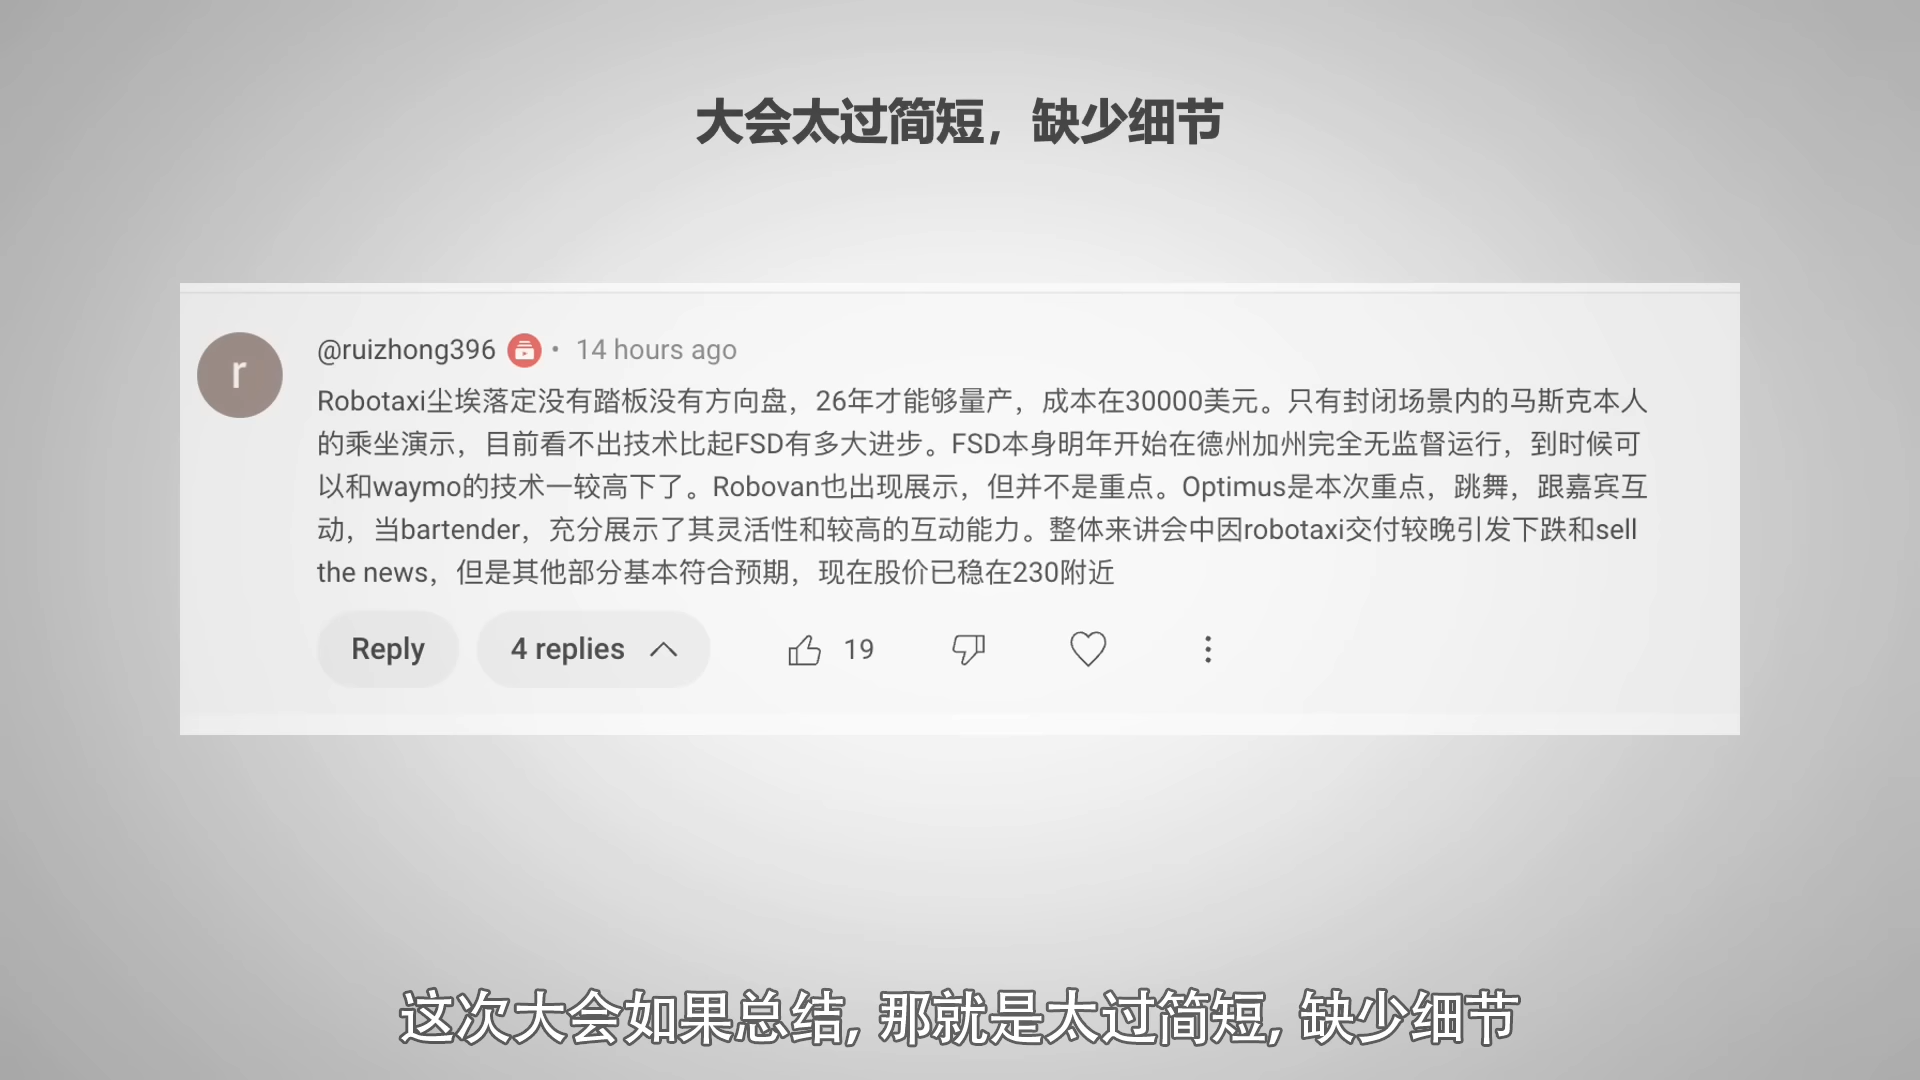 大会太过简短，缺少细节
r
@ruizhong396 • 14 hours ago
Robotaxi尘埃落定没有踏板没有方向盘，26年才能够量产，成本在30000美元。只有封闭场景内的马斯克本人
的乘坐演示，目前看不出技术比起FSD有多大进步。FSD本身明年开始在德州加州完全无监督运行，到时候可
以和waymo的技术一较高下了。Robovan也出现展示，但并不是重点。Optimus是本次重点，跳舞，跟嘉宾互
动，当bartender，充分展示了其灵活性和较高的互动能力。整体来讲会中因robotaxi交付较晚引发下跌和sell
the news，但是其他部分基本符合预期，现在股价已稳在230附近
Reply 4 replies 19
这次大会如果总结, 那就是太过简短, 缺少细节